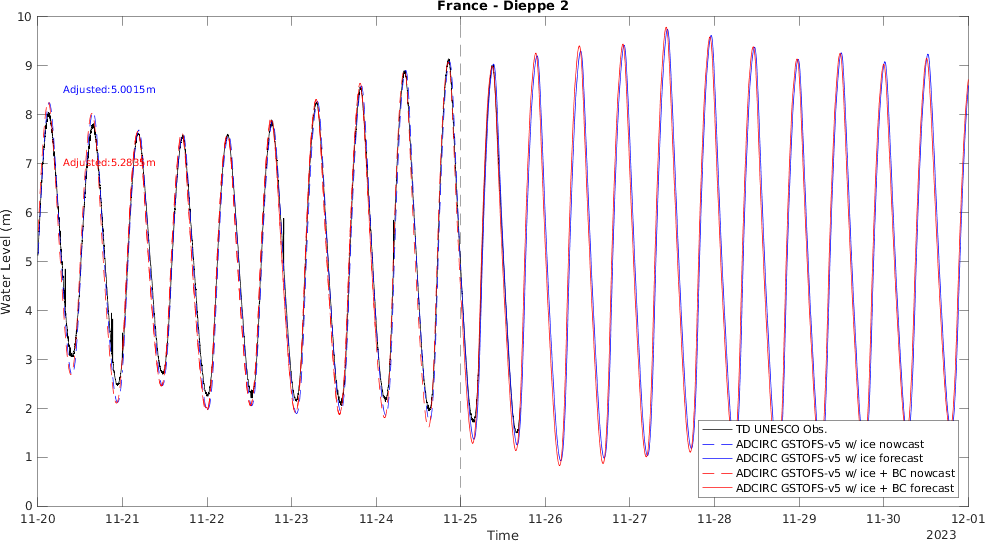 France - Dieppe 2
10
9
8
7
6
5
4
3
2
1
0
Water Level (m)
Adjusted:5.0015m
Adjusted:5.2835m
TD UNESCO Obs.
ADCIRC GSTOFS-v5 w/ ice nowcast
ADCIRC GSTOFS-v5 w/ ice forecast
ADCIRC GSTOFS-v5 w/ ice + BC nowcast
ADCIRC GSTOFS-v5 w/ ice + BC forecast
11-20 11-21 11-22 11-23 11-24 11-25 11-26 11-27 11-28 11-29 11-30 12-01
Time
2023